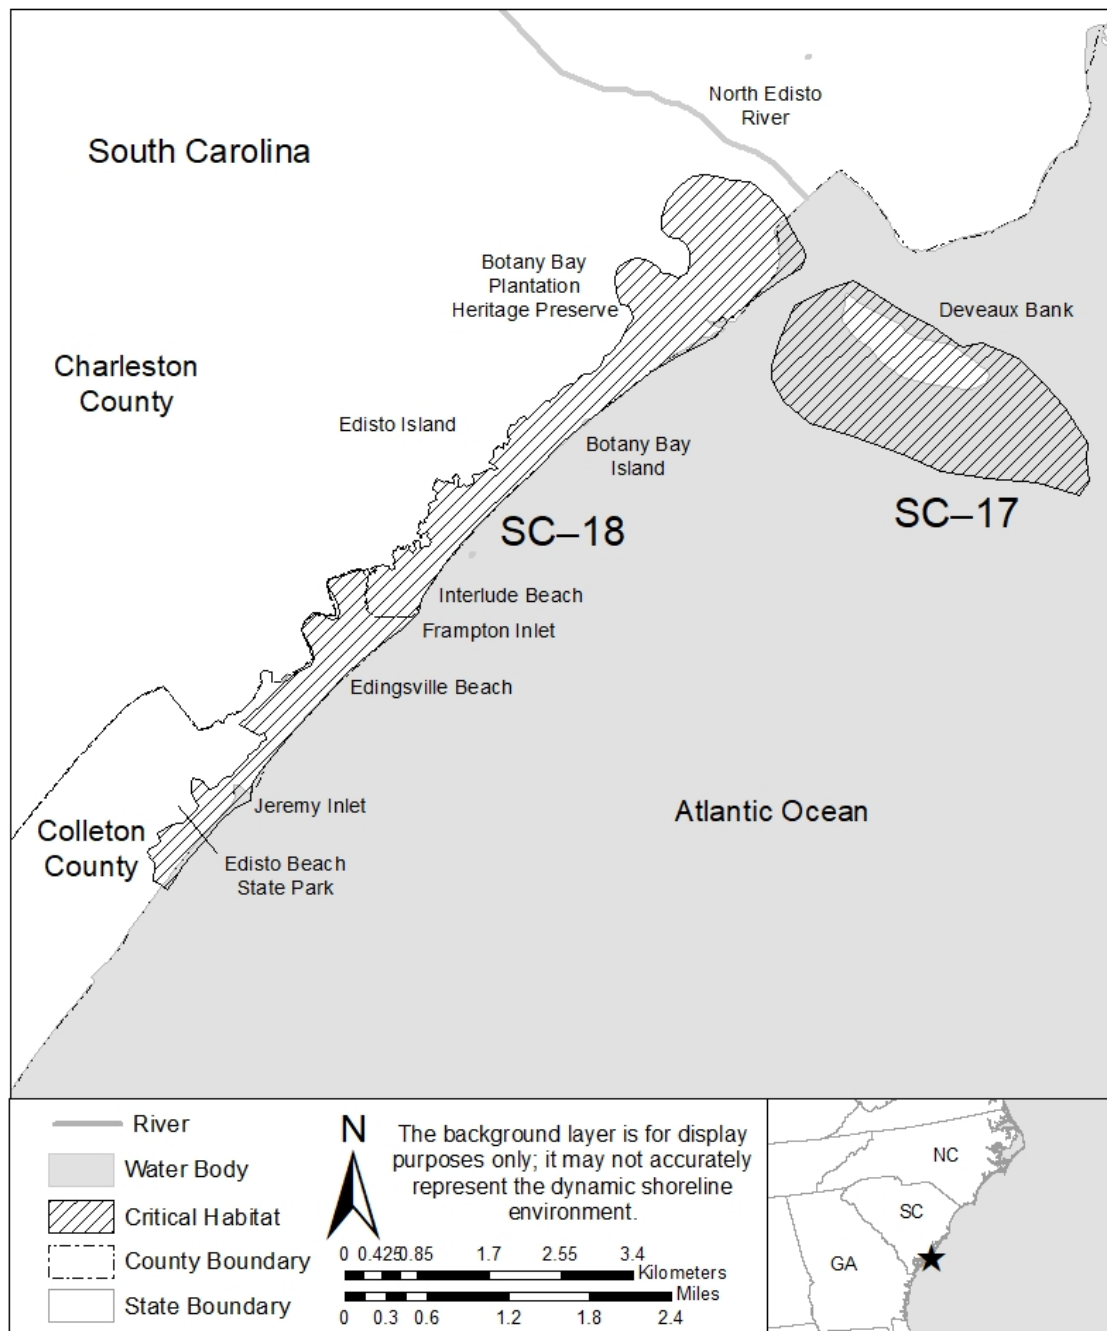 North Edisto
River
South Carolina
Botany Bay
Plantation
Heritage Preserve
Deveaux Bank
Charleston
County
Edisto Island
Botany Bay
Island
SC–17
SC–18
Interlude Beach
Frampton Inlet
Edingsville Beach
Jeremy Inlet
Atlantic Ocean
Colleton
County
Edisto Beach
State Park
River
Water Body
Critical Habitat
County Boundary
State Boundary
N
The background layer is for display
purposes only; it may not accurately
represent the dynamic shoreline
environment.
0 0.425 0.85 1.7 2.55 3.4
Kilometers
Miles
0 0.3 0.6 1.2 1.8 2.4
NC
SC
GA